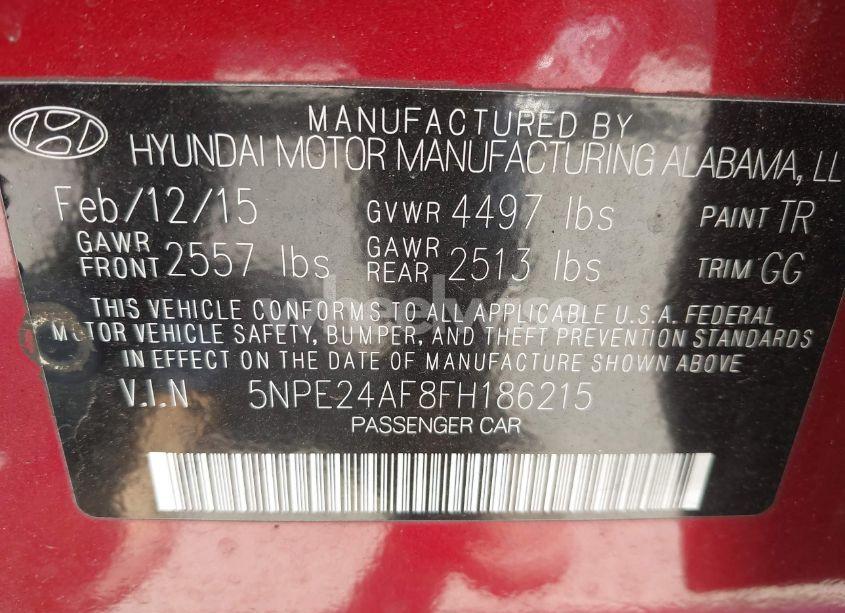 MANUFACTURED BY
HYUNDAI MOTOR MANUFACTURING ALABAMA, LL
Feb/12/15 GVWR 4497 lbs PAINT TR
GAWR FRONT 2557 lbs GAWR REAR 2513 lbs TRIM GG
THIS VEHICLE CONFORMS TO ALL APPLICABLE U.S.A. FEDERAL
MOTOR VEHICLE SAFETY, BUMPER, AND THEFT PREVENTION STANDARDS
IN EFFECT ON THE DATE OF MANUFACTURE SHOWN ABOVE
V.I.N 5NPE24AF8FH186215
PASSENGER CAR